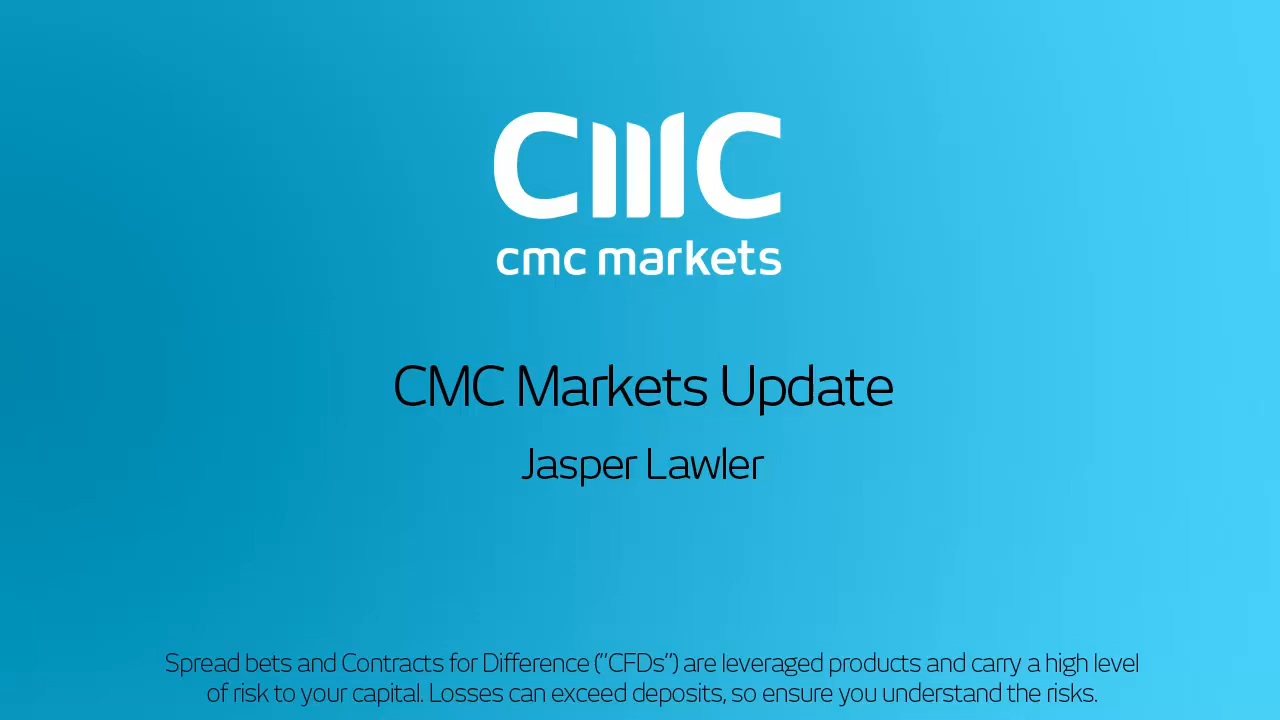 CMC
cmc markets
CMC Markets Update
Jasper Lawler
Spread bets and Contracts for Difference (”CFDs”) are leveraged products and carry a high level
of risk to your capital. Losses can exceed deposits, so ensure you understand the risks.